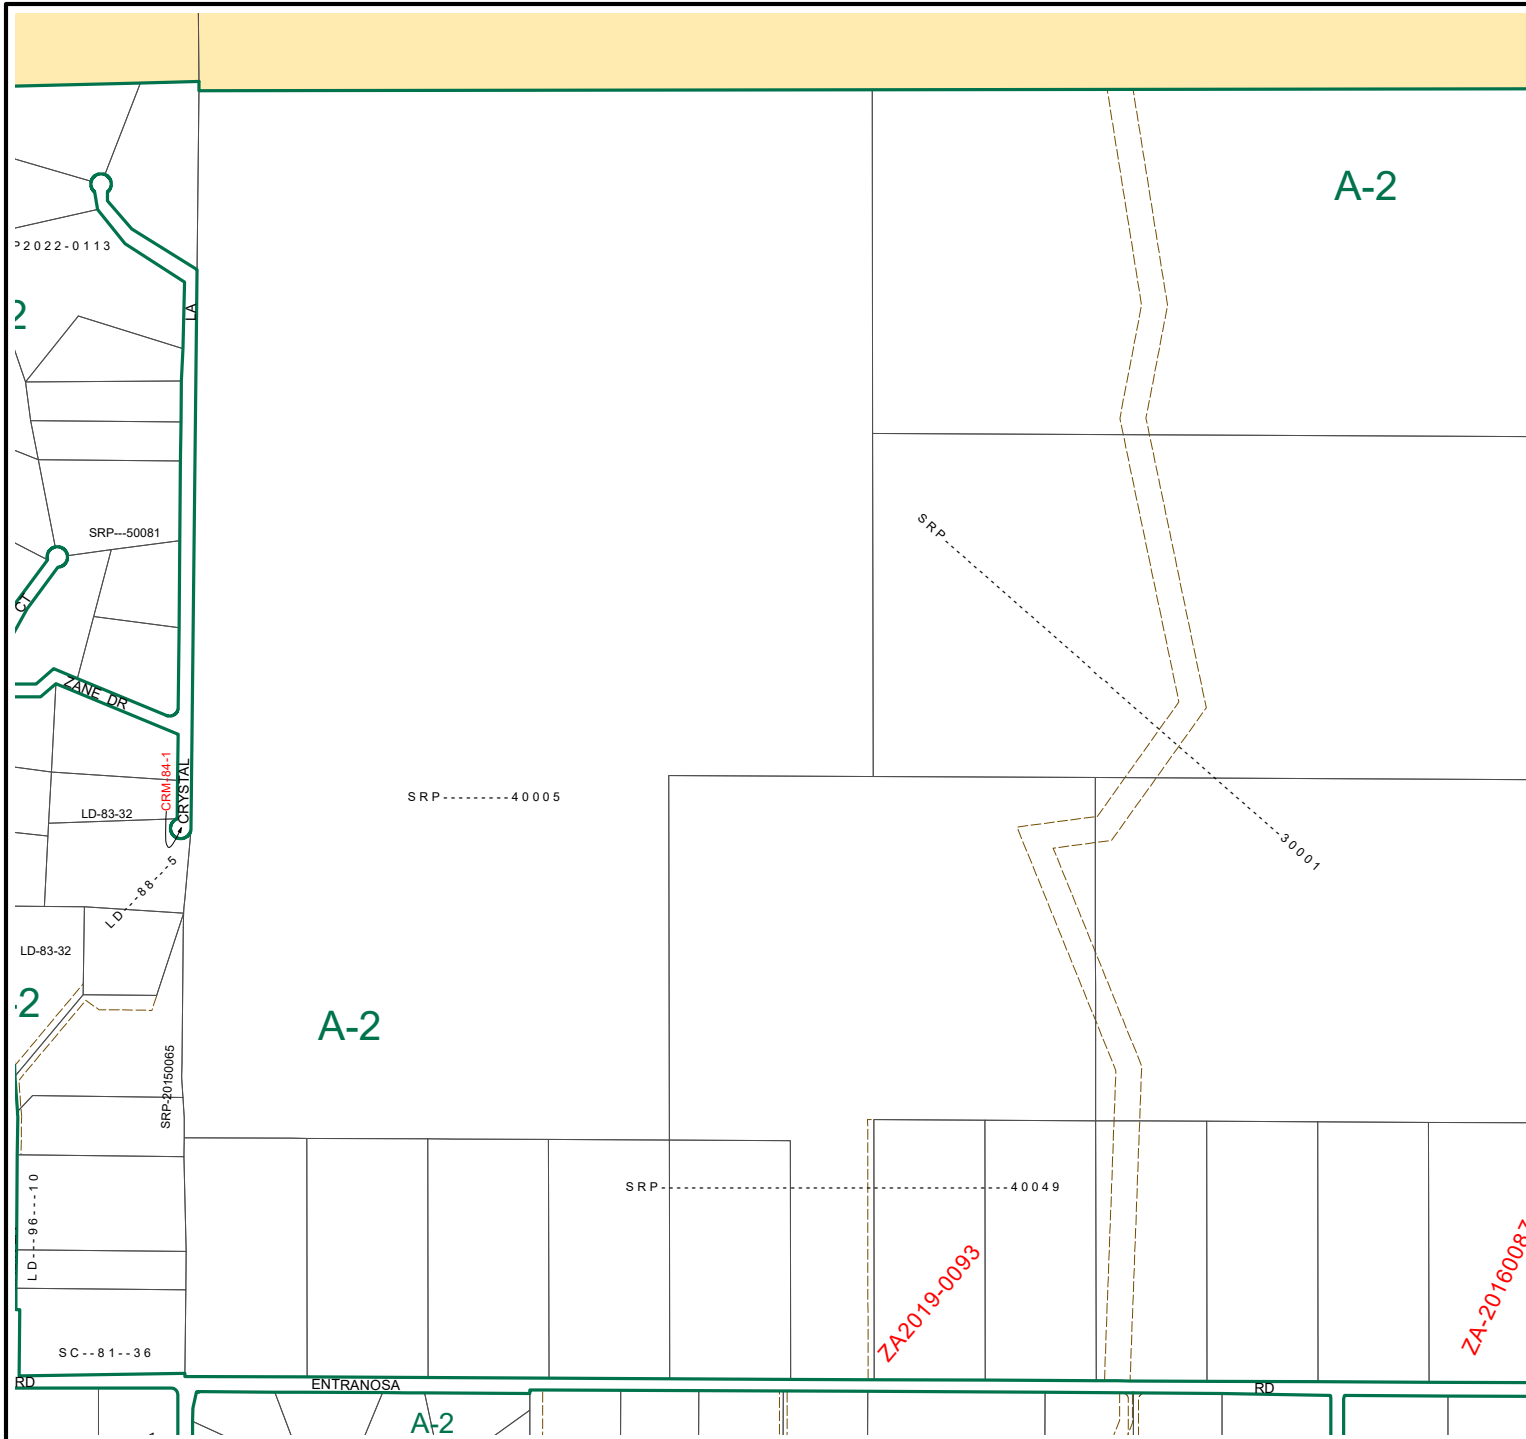 A-2
P2022-0113
2
LA
SRP---50081
SRP
CT
ZANE DR
CRM-84-1
CRYSTAL
SRP---------40005
LD-83-32
30001
LD----88----5
LD-83-32
-2
A-2
SRP-20150065
SRP-----------------------------------40049
LD---96---10
ZA2019-0093
ZA-20160087
SC--81--36
RD
ENTRANOSA
RD
A-2